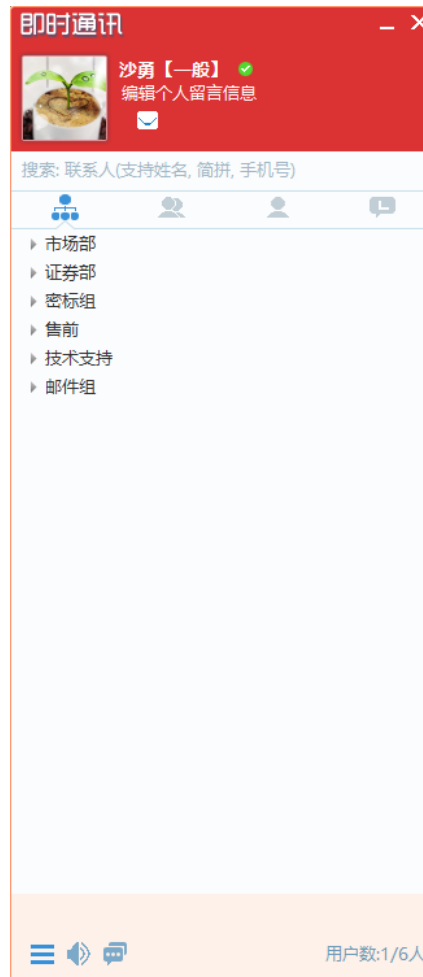 即时通讯
沙勇【一般】
编辑个人留言信息
搜索: 联系人(支持姓名, 简拼, 手机号)
市场部
证券部
密标组
售前
技术支持
邮件组
用户数:1/6人